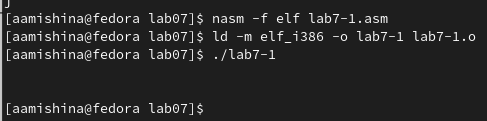 [aamishina@fedora lab07]$ nasm -f elf lab7-1.asm
[aamishina@fedora lab07]$ ld -m elf_i386 -o lab7-1 lab7-1.o
[aamishina@fedora lab07]$ ./lab7-1
[aamishina@fedora lab07]$